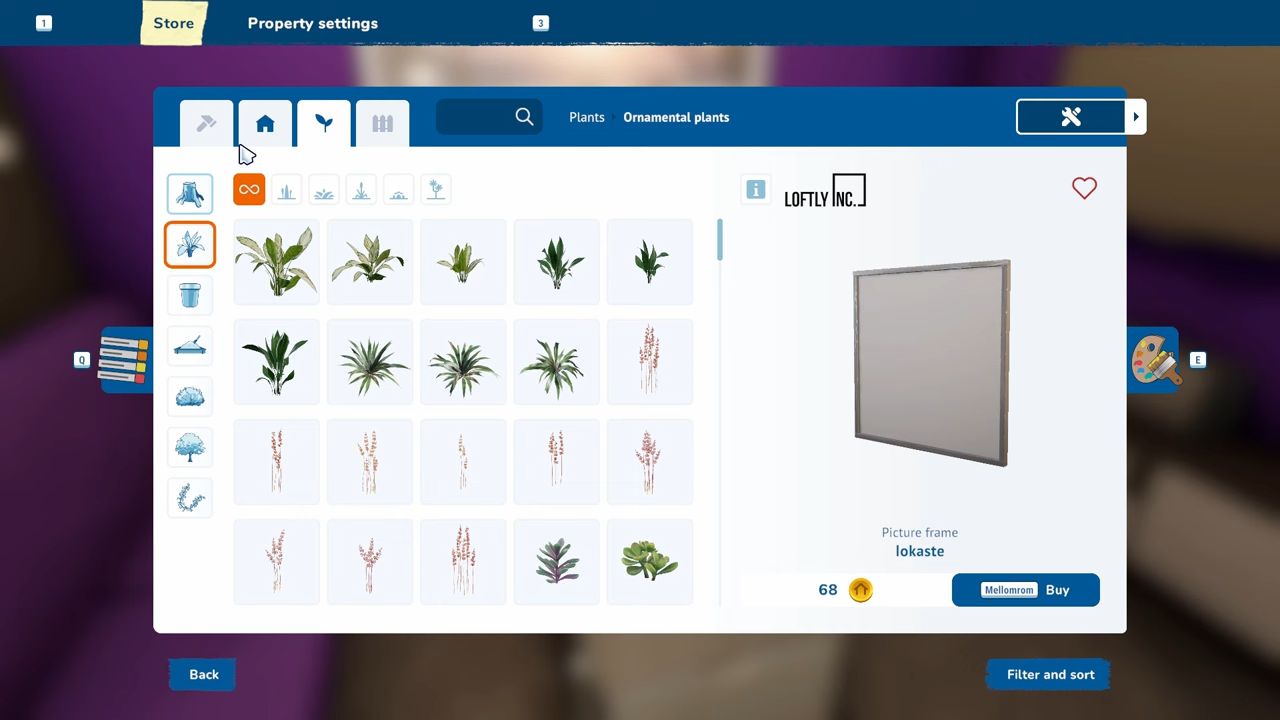 1
Store
Property settings
3
Plants
Ornamental plants
LOFTLY INC.
Q
E
Picture frame
lokaste
68
Mellomrom
Buy
Back
Filter and sort